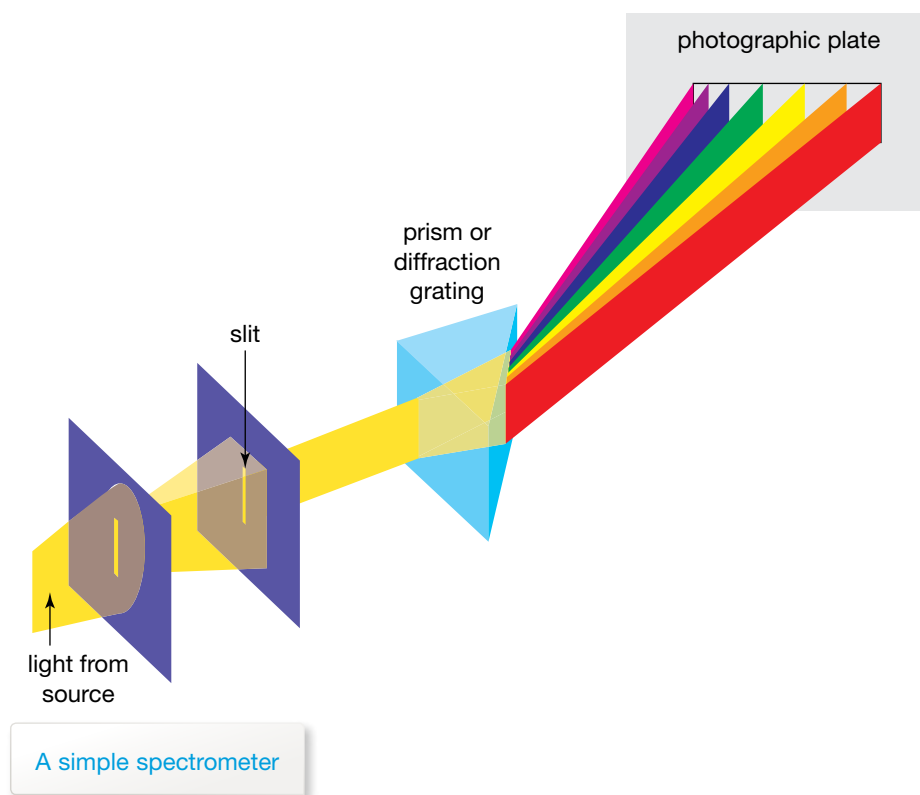 photographic plate
prism or
diffraction
grating
slit
light from
source
A simple spectrometer